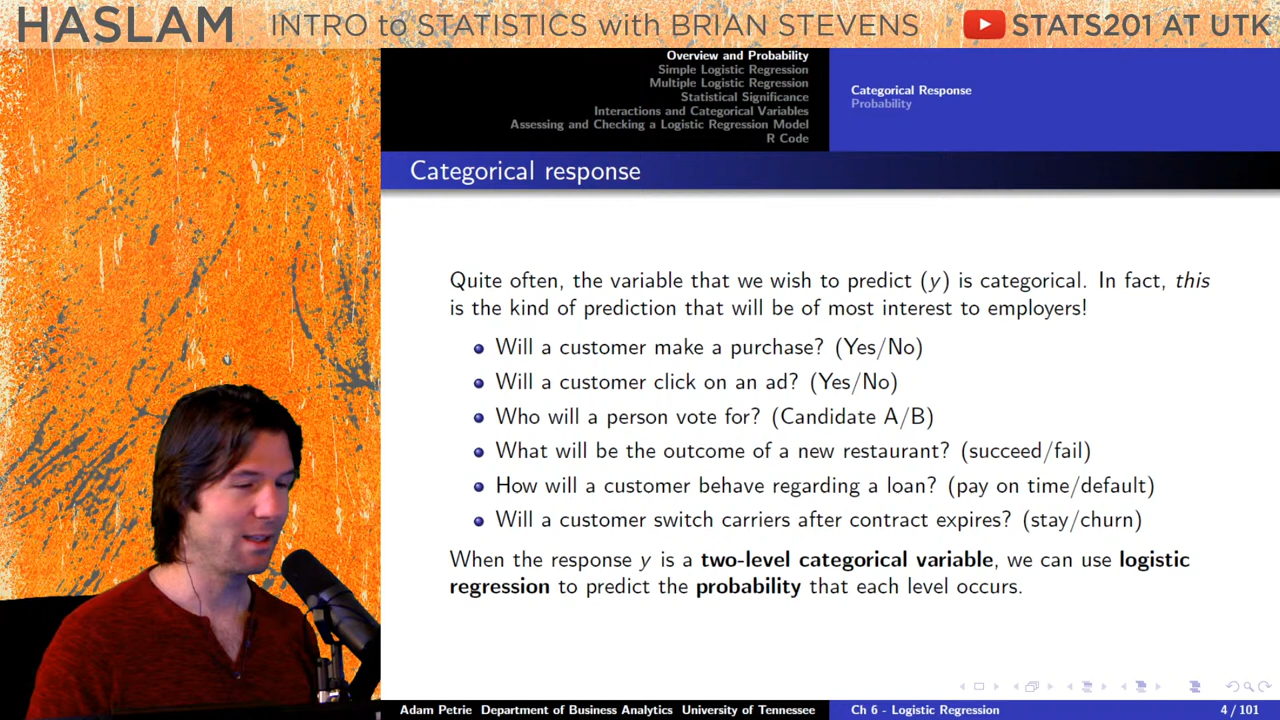 HASLAM INTRO to STATISTICS with BRIAN STEVENS STATS201 AT UTK
Overview and Probability
Simple Logistic Regression
Multiple Logistic Regression
Statistical Significance
Interactions and Categorical Variables
Assessing and Checking a Logistic Regression Model
R Code
Categorical Response
Probability
Categorical response
Quite often, the variable that we wish to predict (y) is categorical. In fact, this
is the kind of prediction that will be of most interest to employers!
Will a customer make a purchase? (Yes/No)
Will a customer click on an ad? (Yes/No)
Who will a person vote for? (Candidate A/B)
What will be the outcome of a new restaurant? (succeed/fail)
How will a customer behave regarding a loan? (pay on time/default)
Will a customer switch carriers after contract expires? (stay/churn)
When the response y is a two-level categorical variable, we can use logistic
regression to predict the probability that each level occurs.
Adam Petrie Department of Business Analytics University of Tennessee Ch 6 - Logistic Regression 4 / 101